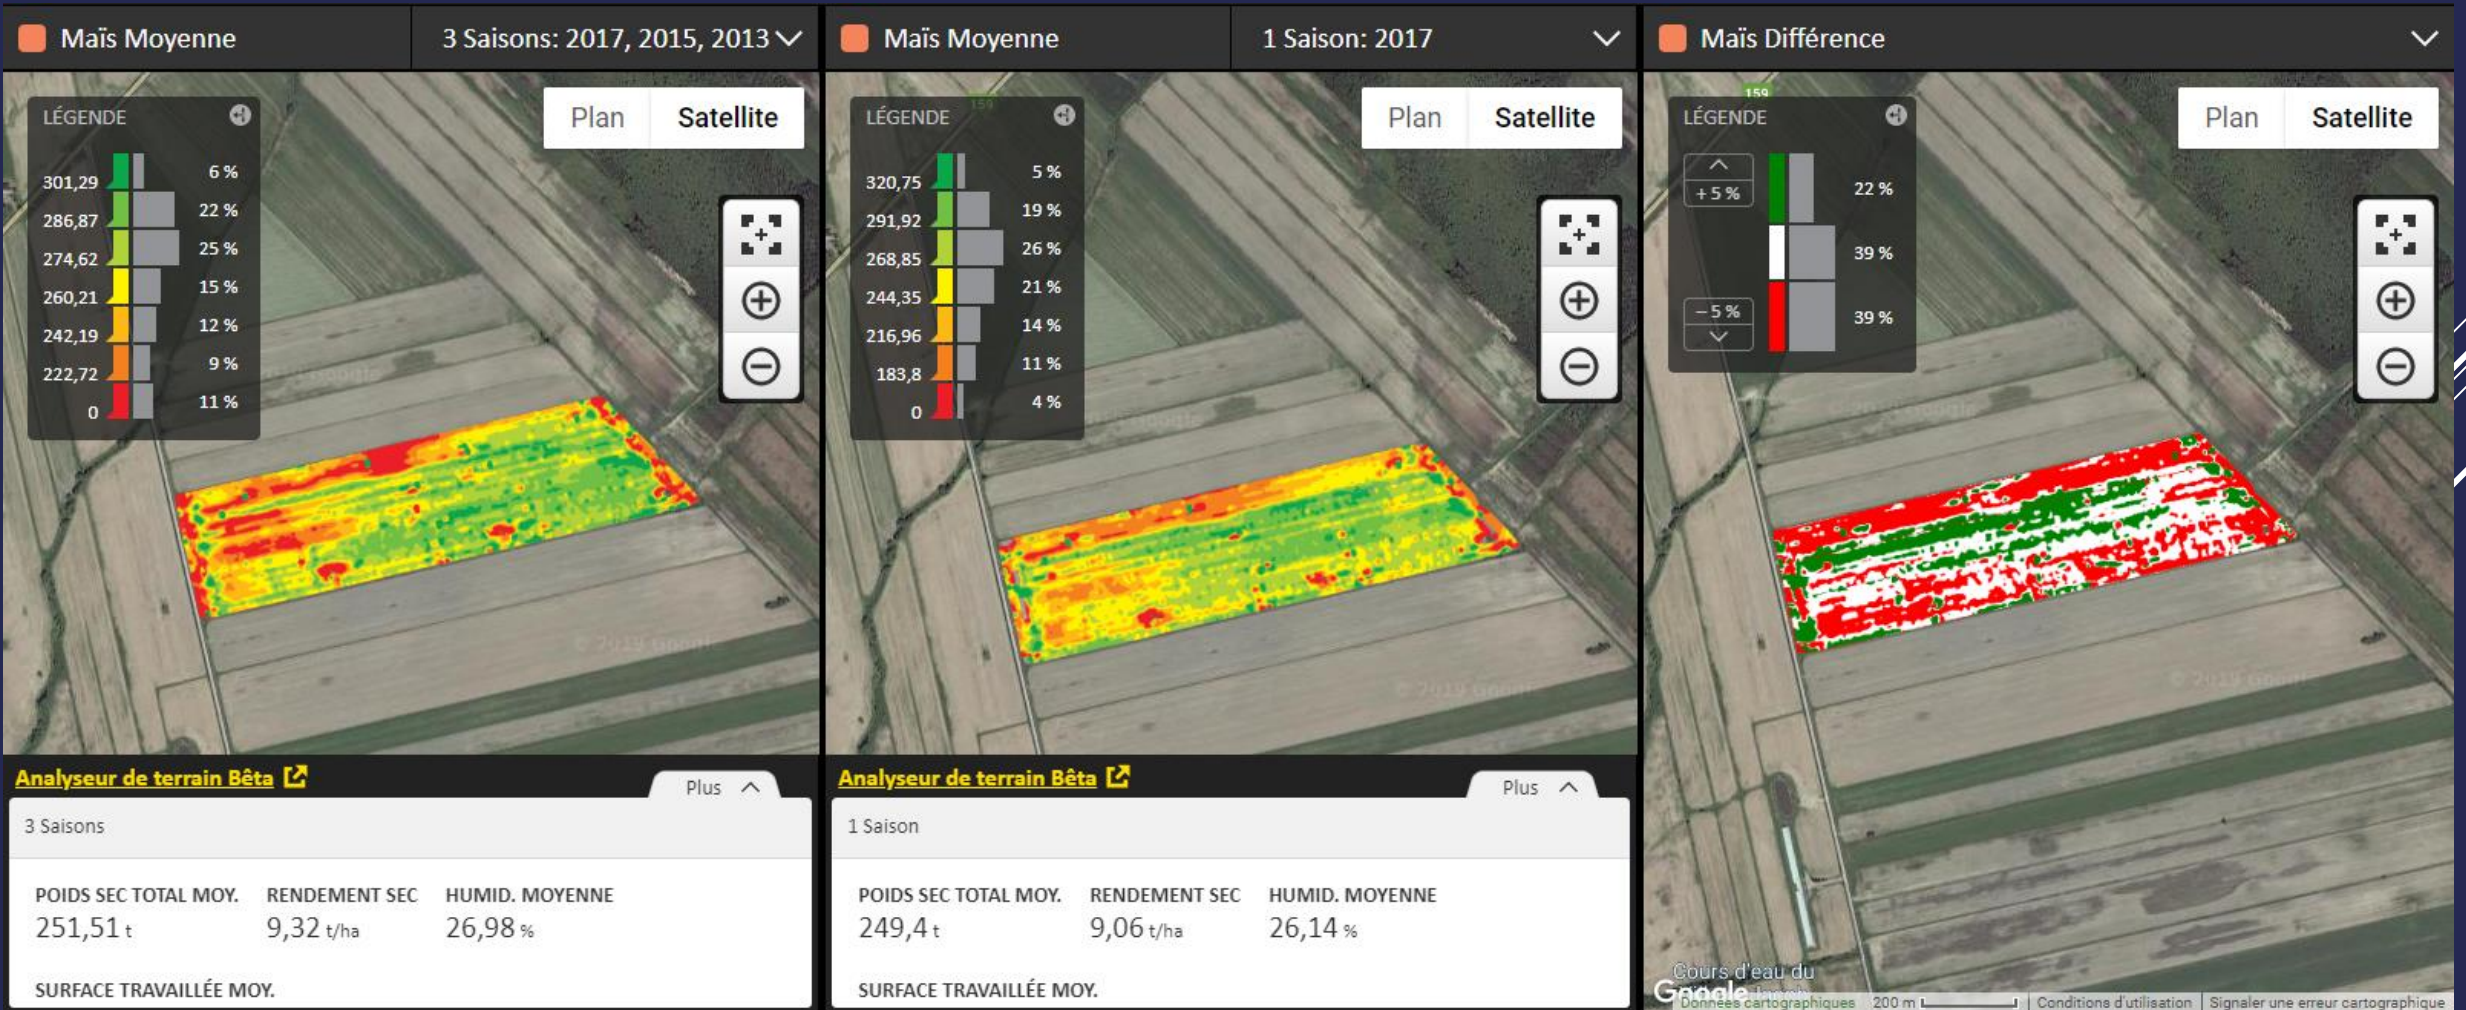 Maïs Moyenne
3 Saisons: 2017, 2015, 2013
LÉGENDE
301,29
286,87
274,62
260,21
242,19
222,72
0
6 %
22 %
25 %
15 %
12 %
9 %
11 %
Plan
Satellite
Analyseur de terrain Bêta
Plus
3 Saisons
POIDS SEC TOTAL MOY. RENDEMENT SEC HUMID. MOYENNE
251,51 t 9,32 t/ha 26,98 %
SURFACE TRAVAILLÉE MOY.
Maïs Moyenne
1 Saison: 2017
159
LÉGENDE
320,75
291,92
268,85
244,35
216,96
183,8
0
5 %
19 %
26 %
21 %
14 %
11 %
4 %
Plan
Satellite
Analyseur de terrain Bêta
Plus
1 Saison
POIDS SEC TOTAL MOY. RENDEMENT SEC HUMID. MOYENNE
249,4 t 9,06 t/ha 26,14 %
SURFACE TRAVAILLÉE MOY.
Maïs Différence
159
LÉGENDE
+5 %
−5 %
22 %
39 %
39 %
Plan
Satellite
Cours d'eau du
Google
Données cartographiques 200 m Conditions d'utilisation Signaler une erreur cartographique